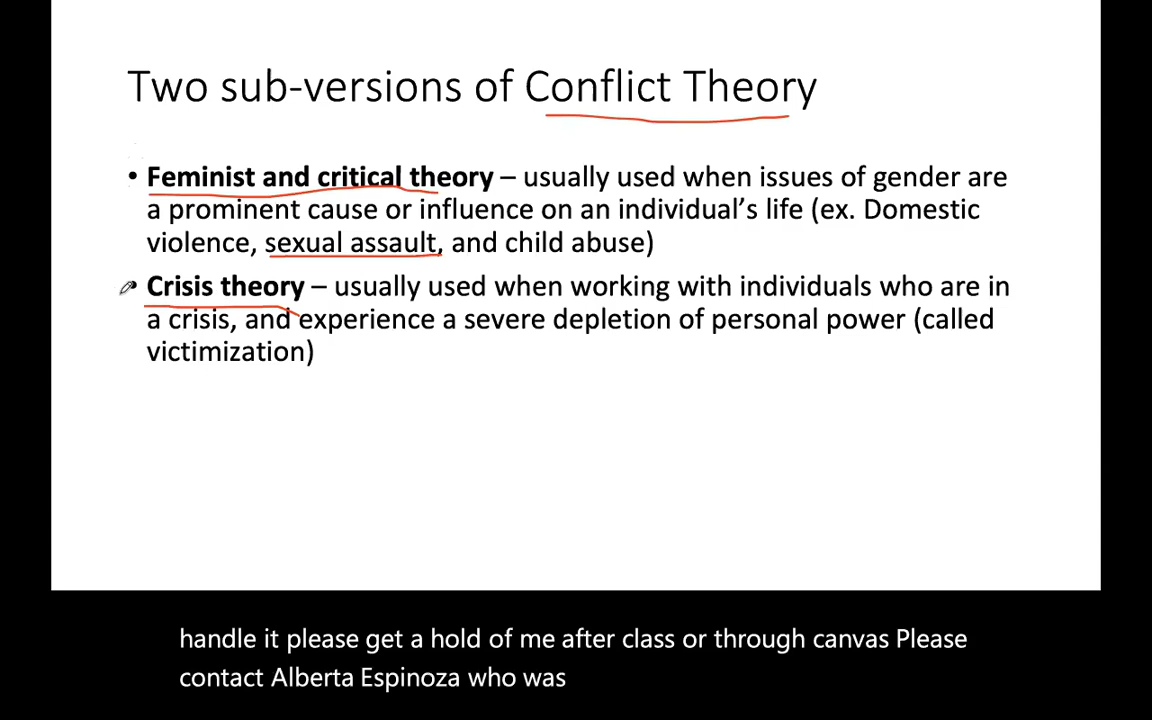 Two sub-versions of Conflict Theory
• Feminist and critical theory – usually used when issues of gender are
a prominent cause or influence on an individual’s life (ex. Domestic
violence, sexual assault, and child abuse)
Crisis theory – usually used when working with individuals who are in
a crisis, and experience a severe depletion of personal power (called
victimization)
handle it please get a hold of me after class or through canvas Please
contact Alberta Espinoza who was